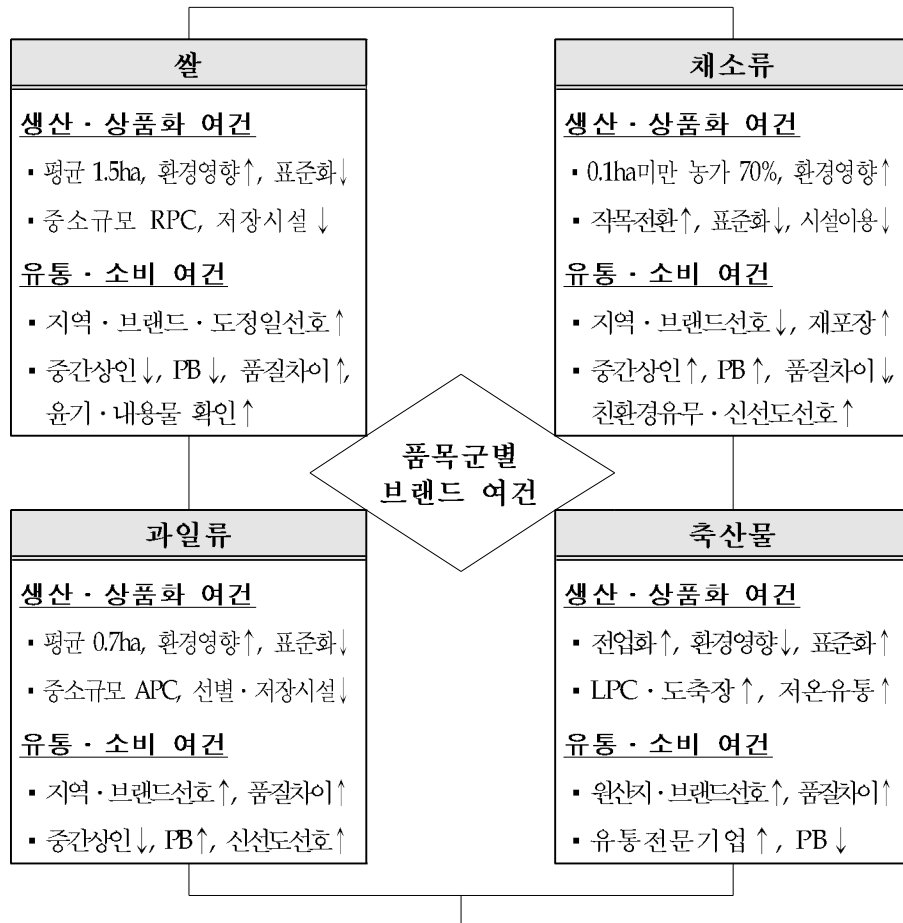 쌀
생산·상품화 여건
▪ 평균 1.5ha, 환경영향↑, 표준화↓
▪ 중소규모 RPC, 저장시설 ↓
유통·소비 여건
▪ 지역·브랜드·도정일선호 ↑
▪ 중간상인↓, PB↓, 품질차이↑,
윤기·내용물 확인 ↑
채소류
생산·상품화 여건
▪ 0.1ha미만 농가 70%, 환경영향↑
▪ 작목전환↑, 표준화↓, 시설이용↓
유통·소비 여건
▪ 지역·브랜드선호↓, 재포장↑
▪ 중간상인↑, PB↑, 품질차이↓,
친환경유무·신선도선호↑
품목군별
브랜드 여건
과일류
생산·상품화 여건
▪ 평균 0.7ha, 환경영향↑, 표준화↓
▪ 중소규모 APC, 선별·저장시설↓
유통·소비 여건
▪ 지역·브랜드선호↑, 품질차이↑
▪ 중간상인↓, PB↑, 신선도선호↑
축산물
생산·상품화 여건
▪ 전업화↑, 환경영향↓, 표준화↑
▪ LPC·도축장↑, 저온유통↑
유통·소비 여건
▪ 원산지·브랜드선호↑, 품질차이↑
▪ 유통전문기업 ↑, PB↓